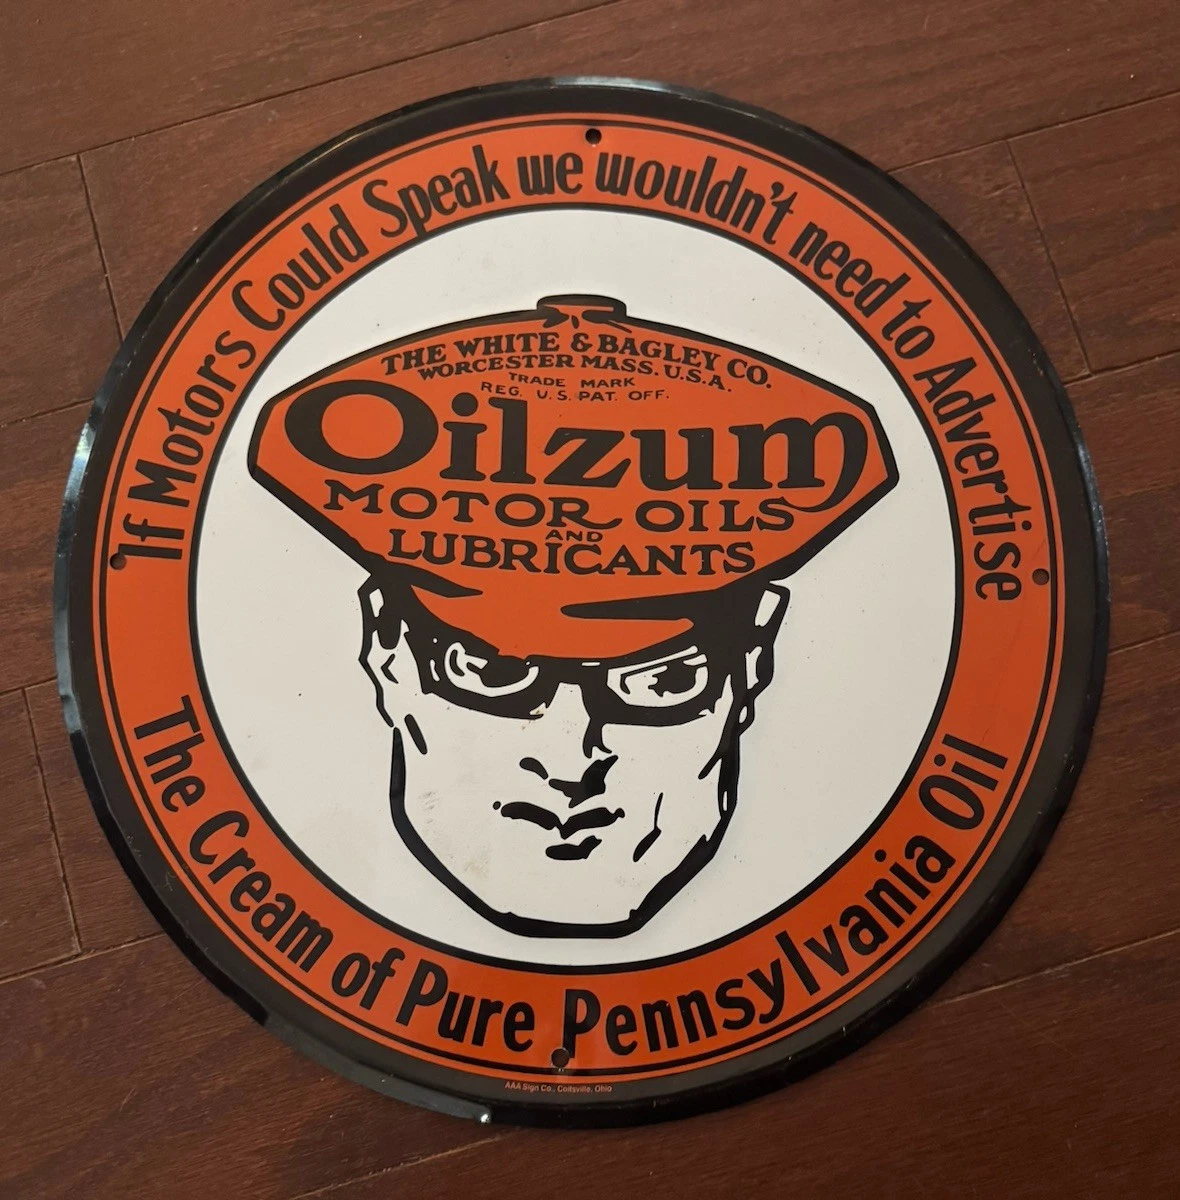 If Motors Could Speak we wouldn't need to Advertise
THE WHITE & BAGLEY CO.
WORCESTER MASS. U.S.A.
TRADE MARK
REG. U.S. PAT. OFF.
Oilzum
MOTOR OILS
AND
LUBRICANTS
The Cream of Pure Pennsylvania Oil
AAA Sign Co., Coitsville, Ohio